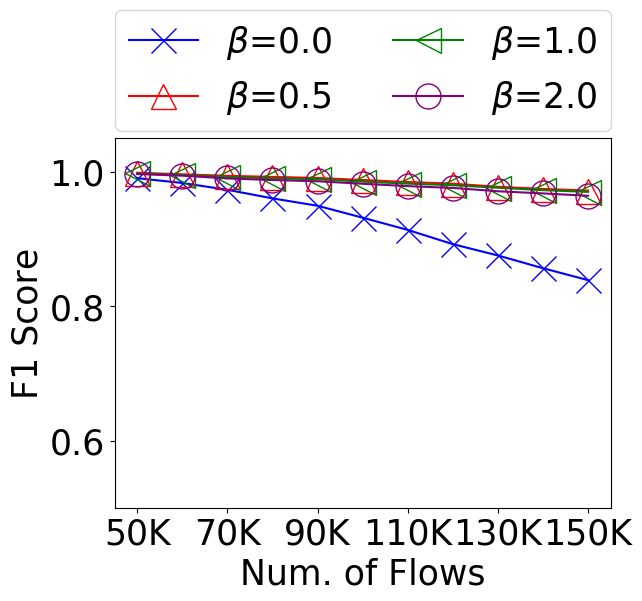 β=0.0 β=1.0
β=0.5 β=2.0
1.0
0.8
0.6
F1 Score
50K 70K 90K 110K 130K 150K
Num. of Flows